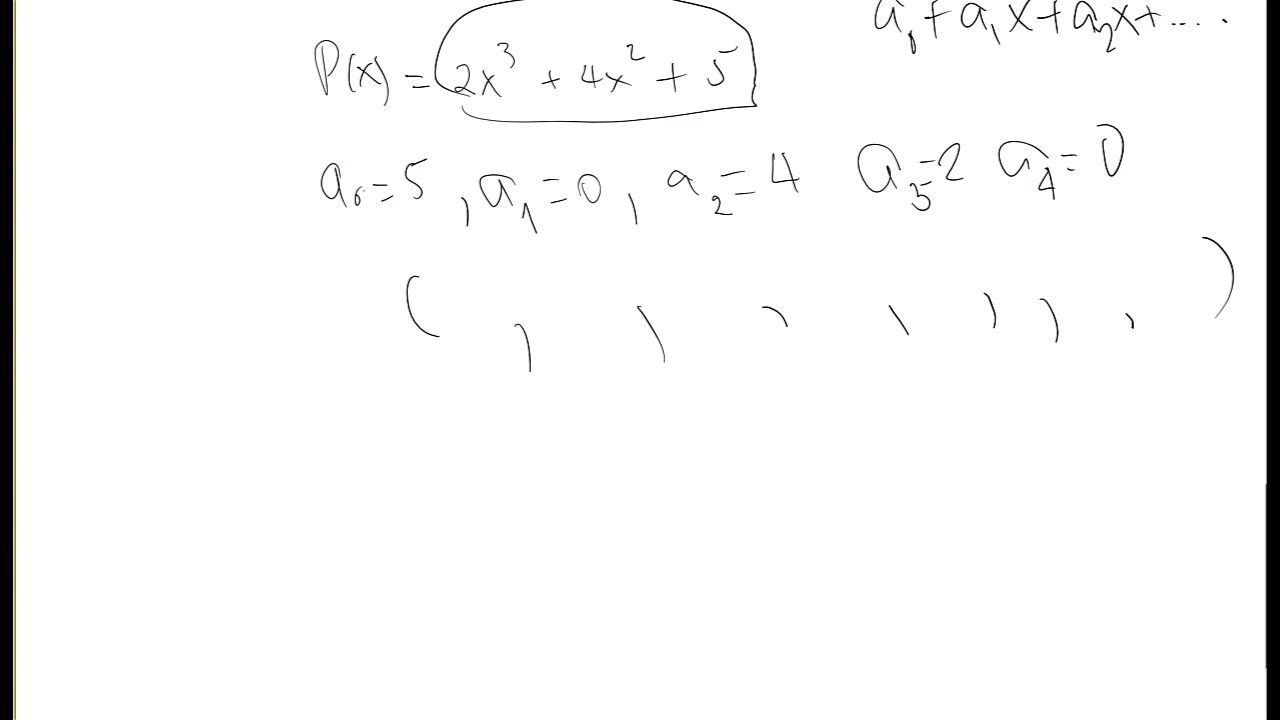 a₀+a₁x+a₂x+....
P(x) = 2x³ + 4x² + 5
a₀=5 , a₁=0 , a₂=4 a₃=2 a₄=0
( , , , , , , , )